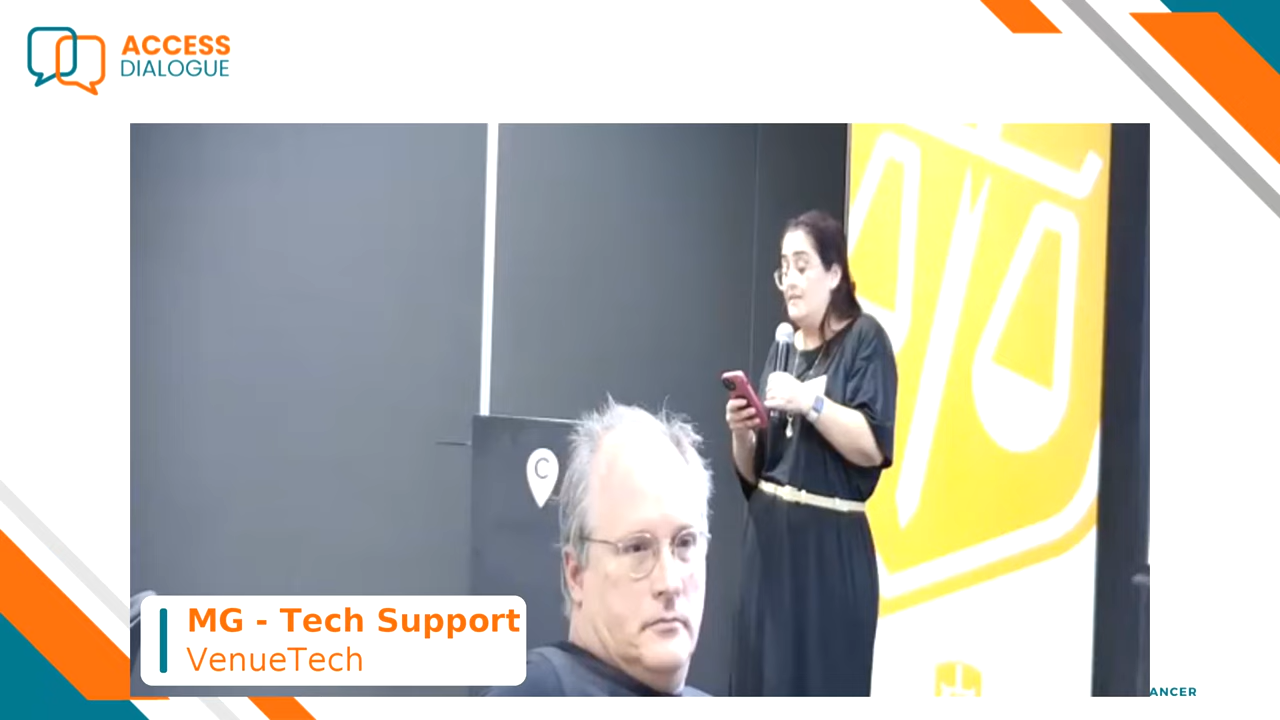 ACCESS
DIALOGUE
C
MG - Tech Support
VenueTech
ANCER